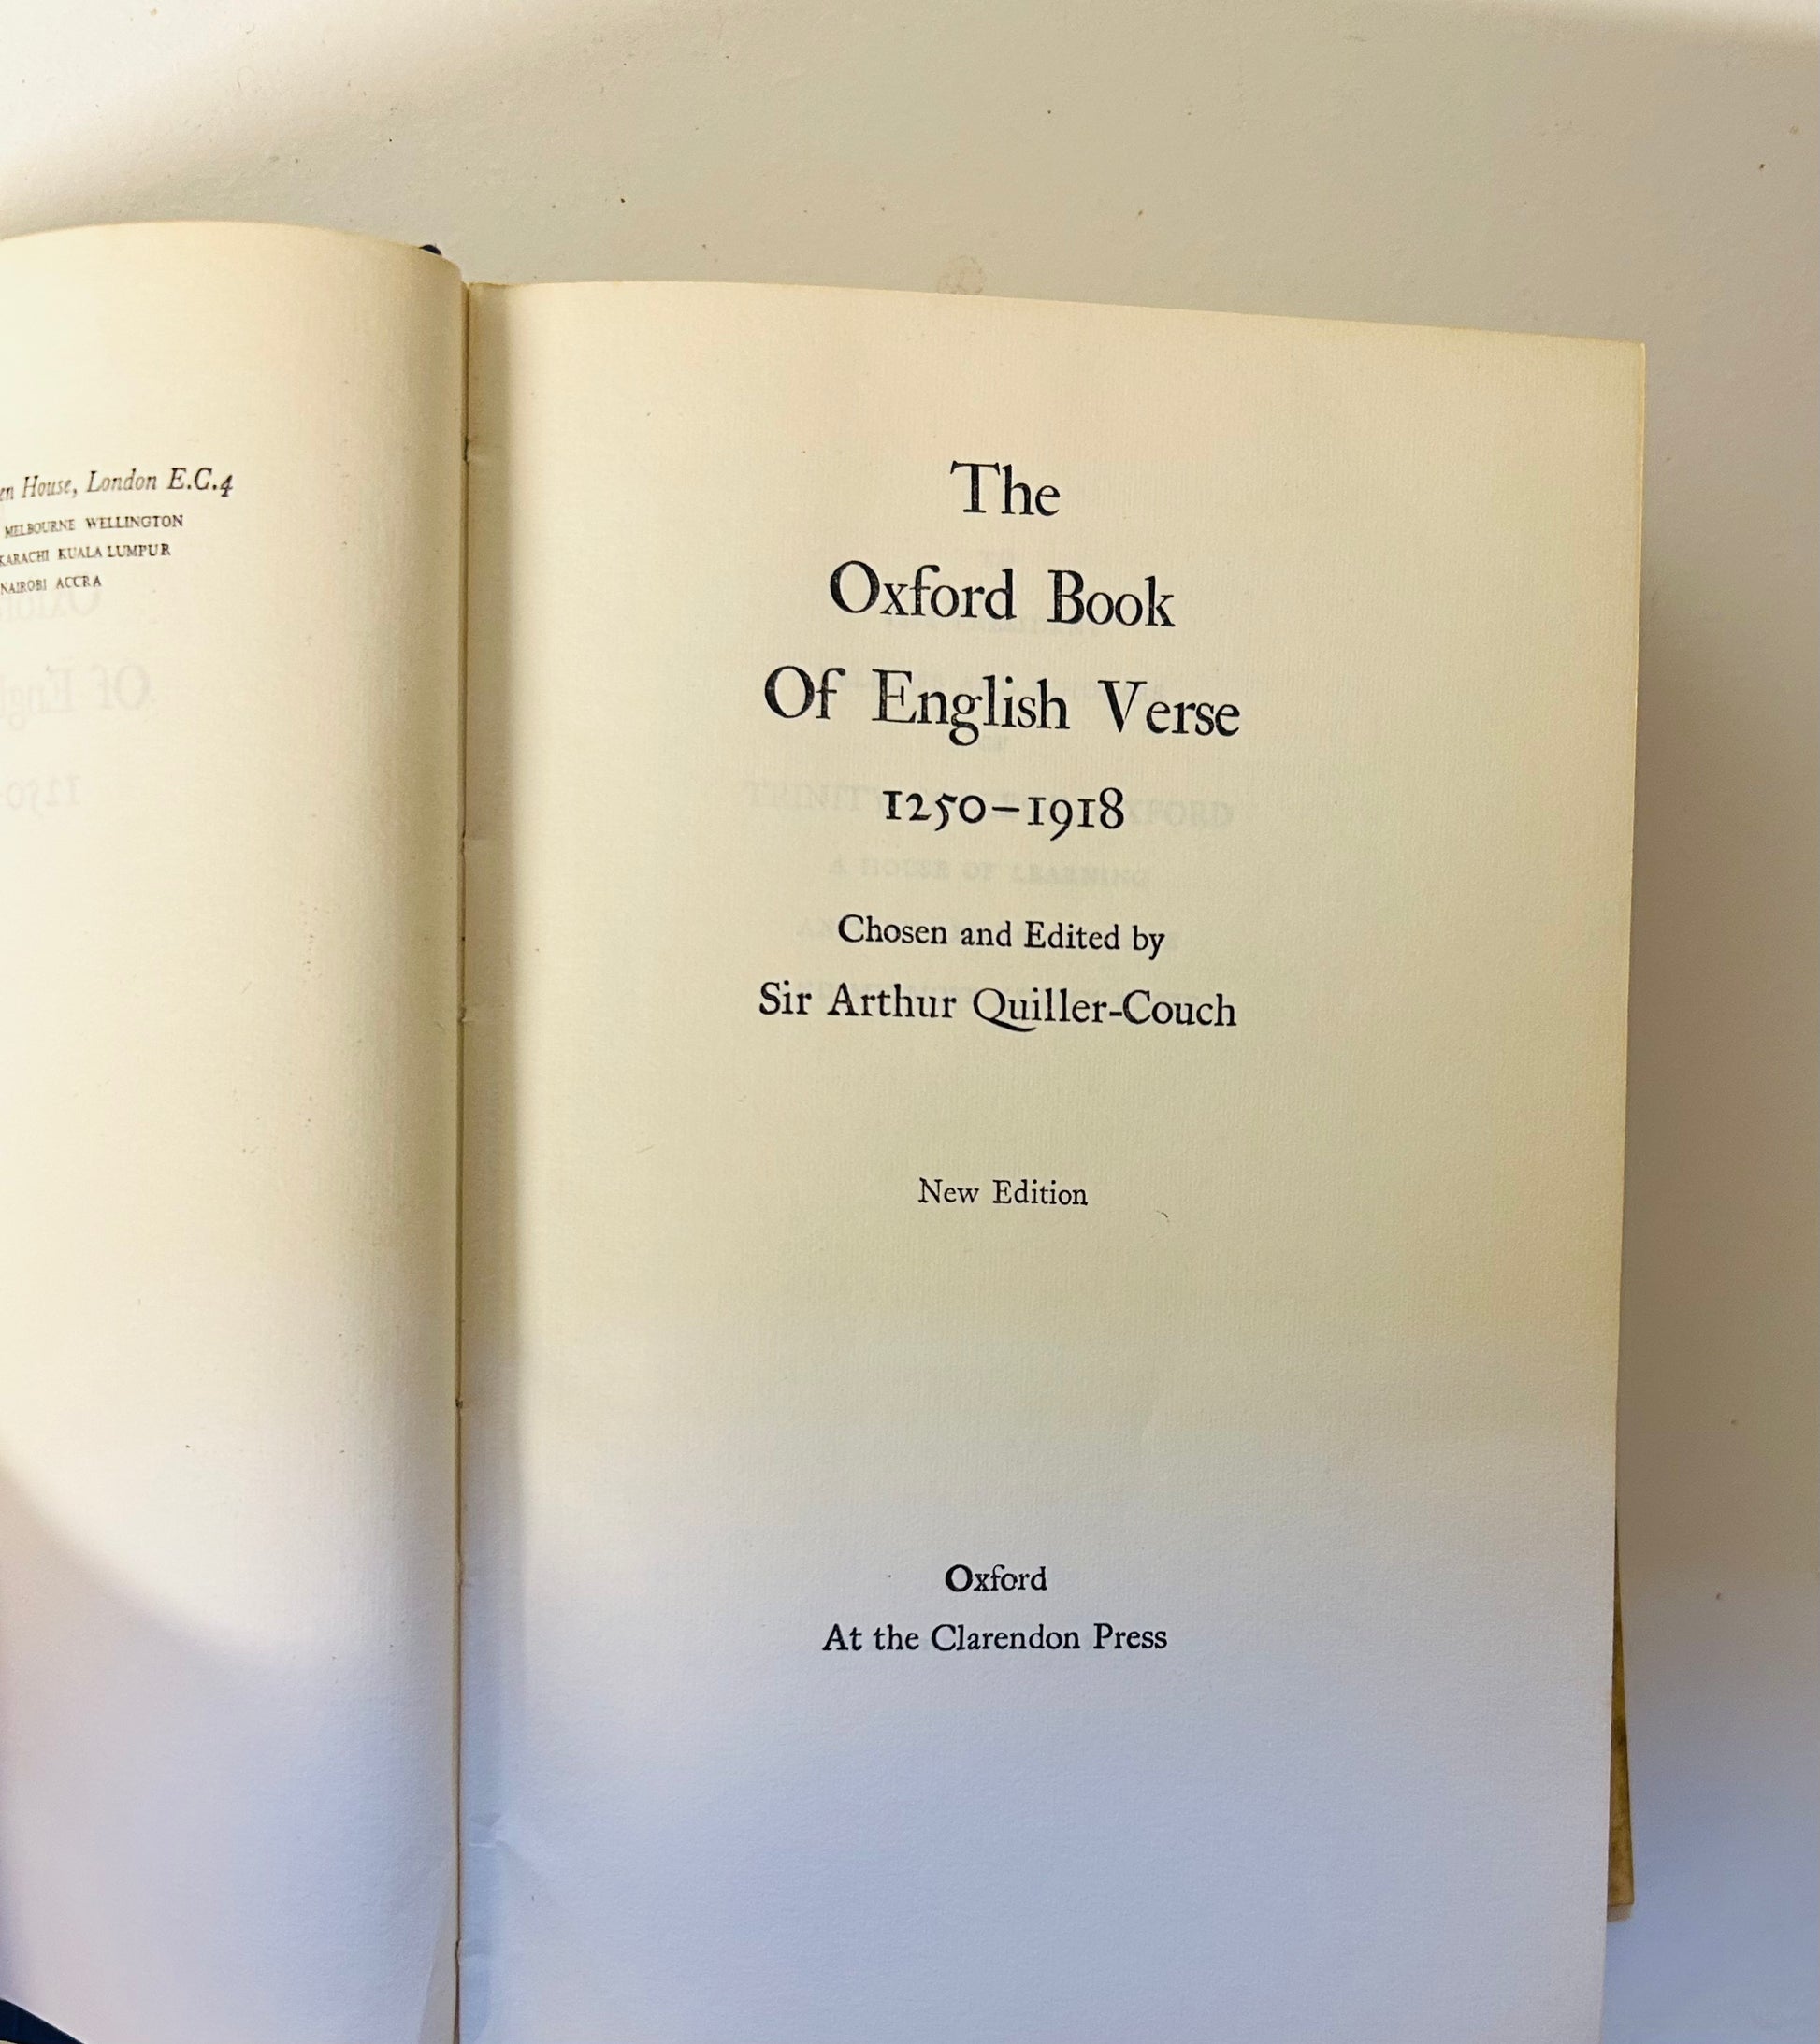 House, London E.C.4
MELBOURNE WELLINGTON
KARACHI KUALA LUMPUR
NAIROBI ACCRA
The
Oxford Book
Of English Verse
1250–1918
Chosen and Edited by
Sir Arthur Quiller-Couch
New Edition
Oxford
At the Clarendon Press